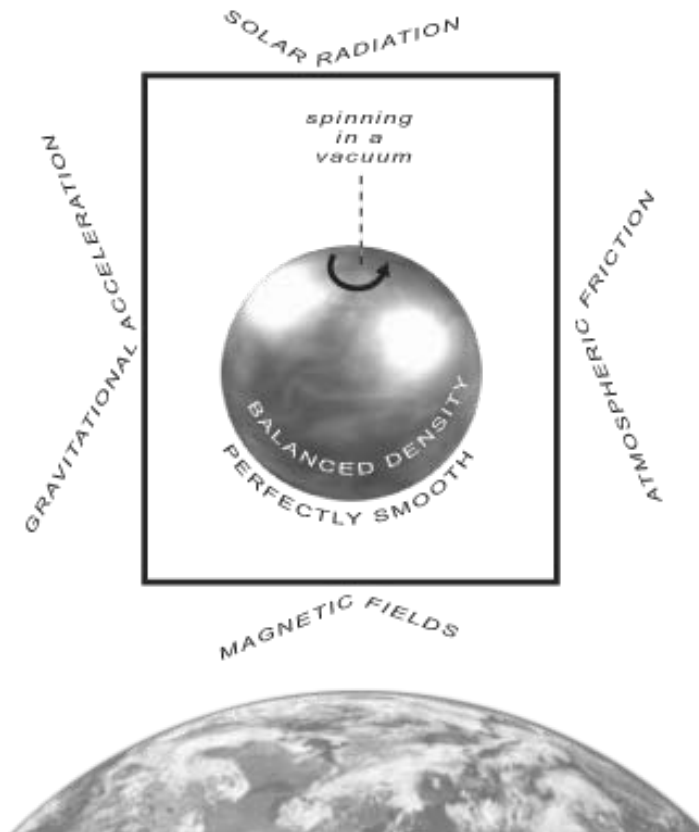 SOLAR RADIATION
spinning
in a
vacuum
GRAVITATIONAL ACCELERATION
ATMOSPHERIC FRICTION
BALANCED DENSITY
PERFECTLY SMOOTH
MAGNETIC FIELDS